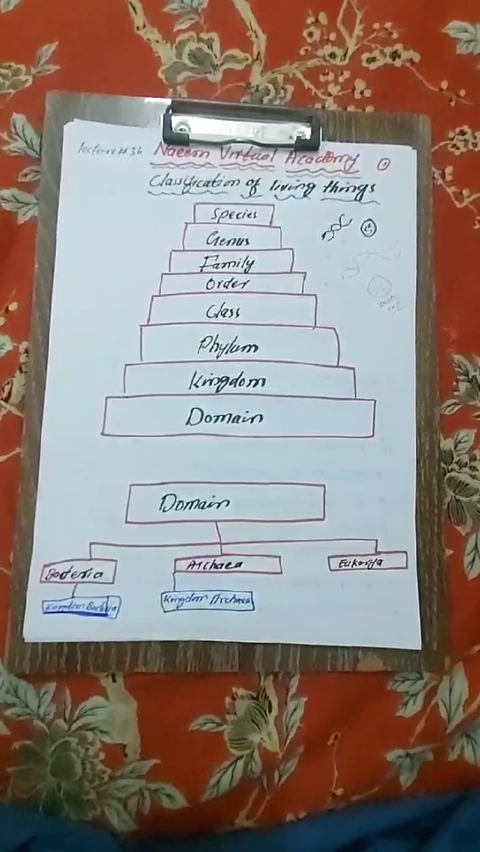 lecture#36 Naeem Virtual Academy
Classification of living things
Species
Genus
Family
Order
Class
Phylum
Kingdom
Domain
Domain
Bacteria Archaea Eukarya
Kingdom Bacteria Kingdom Archaea